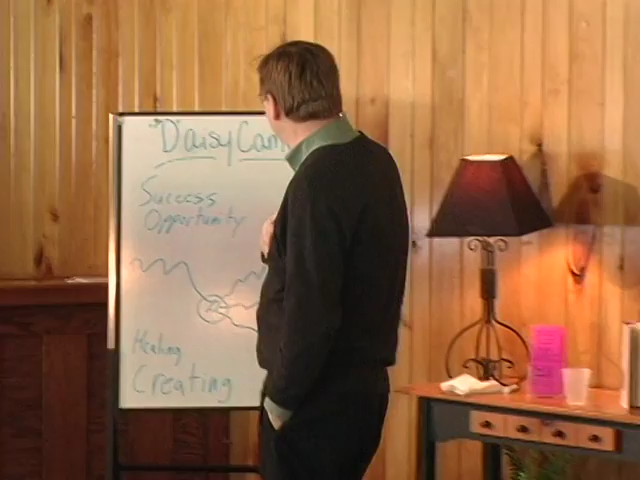 "Daisy Cam
Success
Opportunity
Healing
Creating